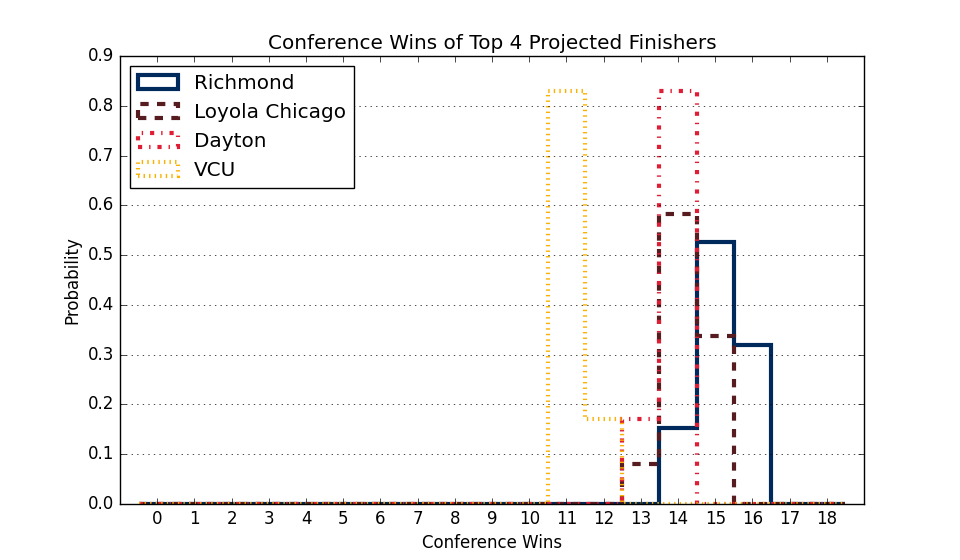 Conference Wins of Top 4 Projected Finishers
Richmond
Loyola Chicago
Dayton
VCU
Probability
0.9
0.8
0.7
0.6
0.5
0.4
0.3
0.2
0.1
0.0
0 1 2 3 4 5 6 7 8 9 10 11 12 13 14 15 16 17 18
Conference Wins